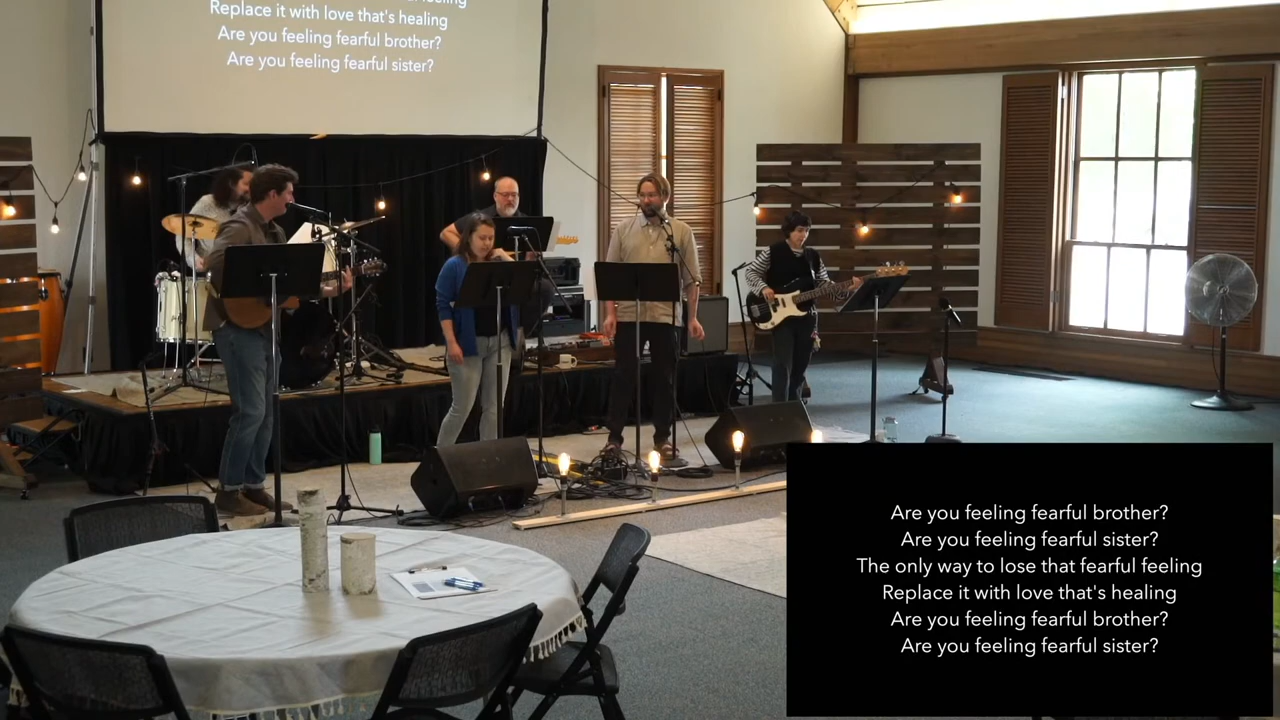 feeling
Replace it with love that's healing
Are you feeling fearful brother?
Are you feeling fearful sister?
Are you feeling fearful brother?
Are you feeling fearful sister?
The only way to lose that fearful feeling
Replace it with love that's healing
Are you feeling fearful brother?
Are you feeling fearful sister?